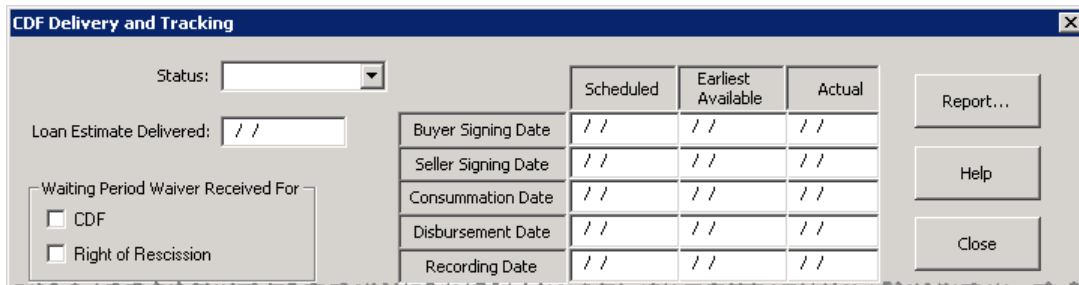 CDF Delivery and Tracking
Status:
Loan Estimate Delivered: / /
Waiting Period Waiver Received For
CDF
Right of Rescission
Scheduled Earliest Available Actual
Buyer Signing Date / / / / / /
Seller Signing Date / / / / / /
Consummation Date / / / / / /
Disbursement Date / / / / / /
Recording Date / / / / / /
Report...
Help
Close